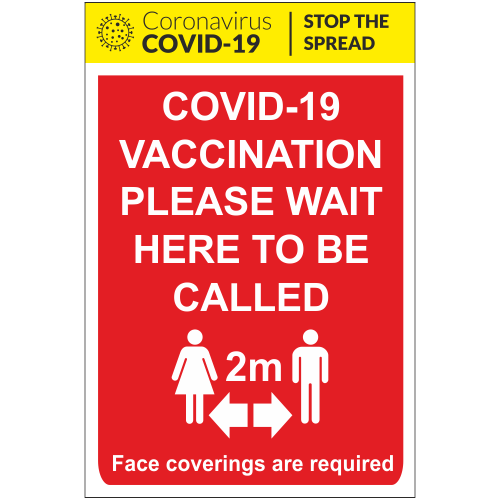 Coronavirus
COVID-19
STOP THE
SPREAD
COVID-19
VACCINATION
PLEASE WAIT
HERE TO BE
CALLED
2m
Face coverings are required